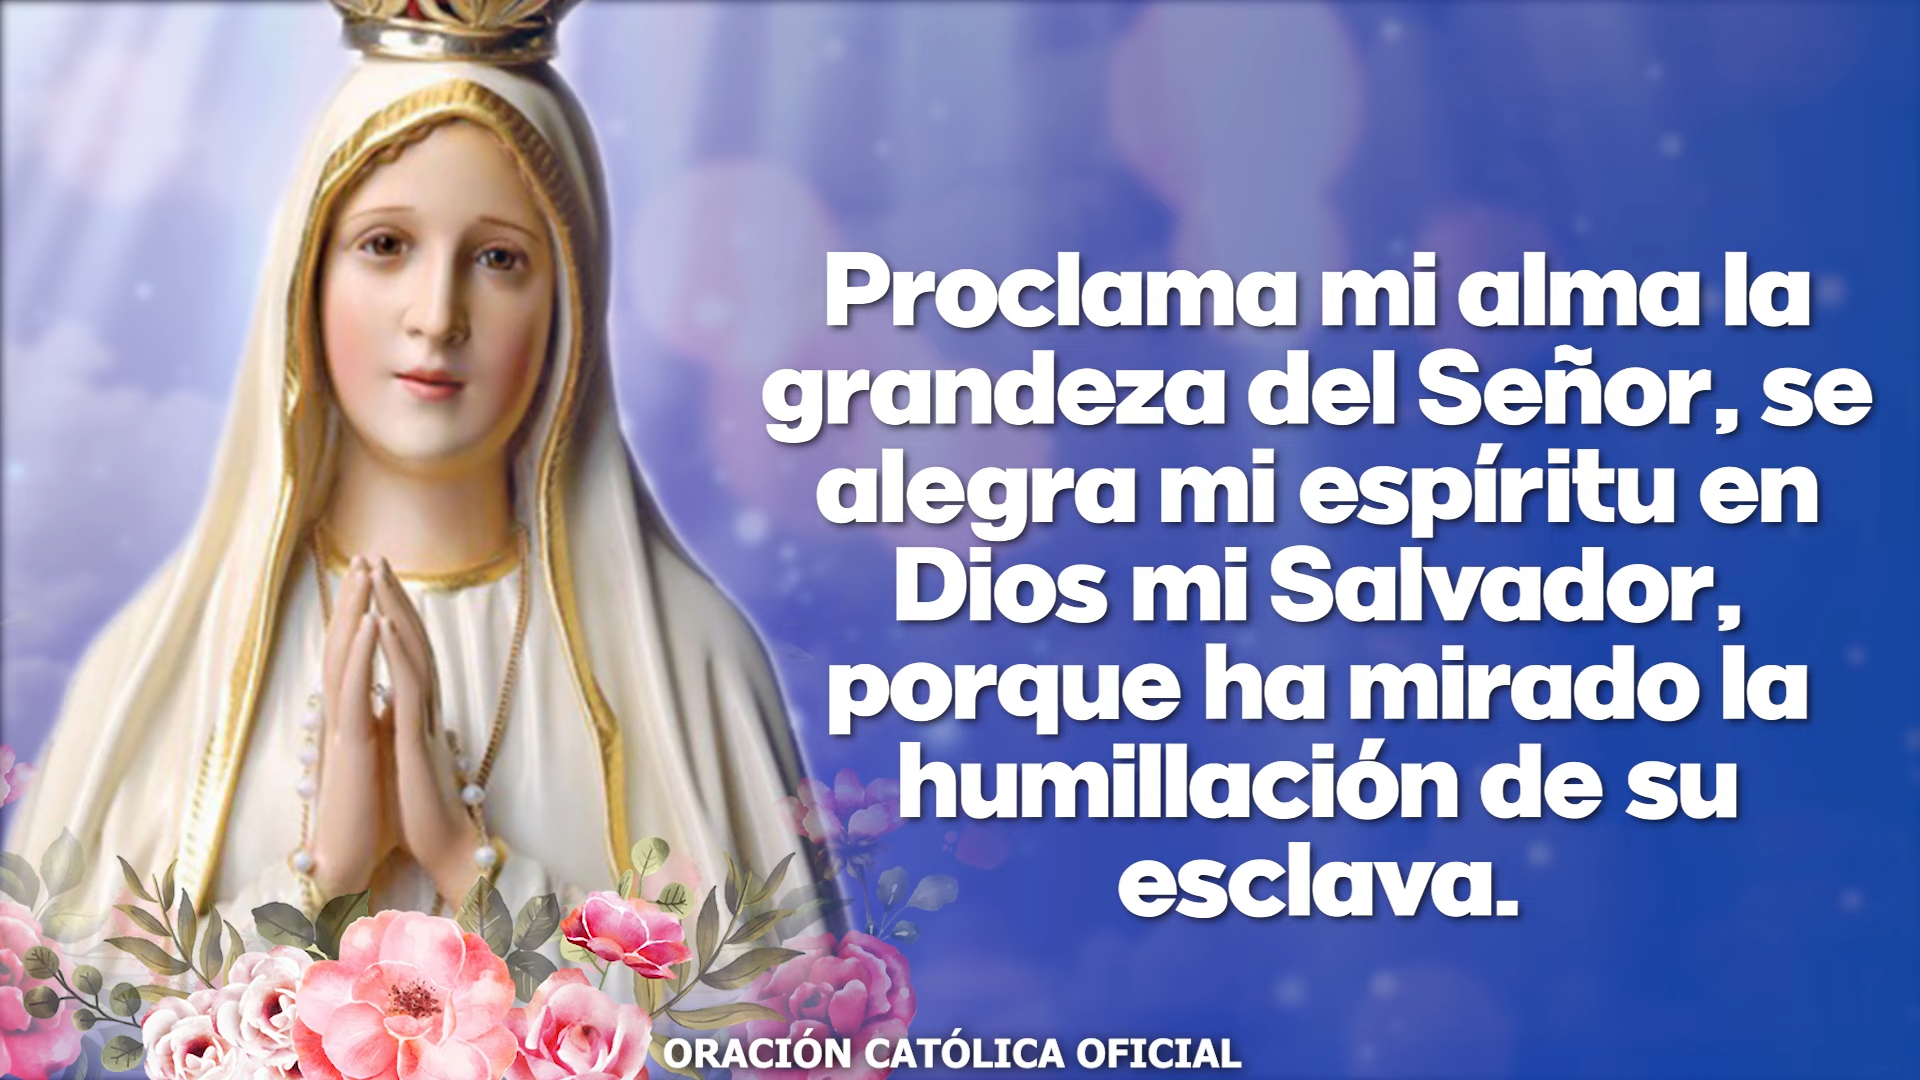 Proclama mi alma la
grandeza del Señor, se
alegra mi espíritu en
Dios mi Salvador,
porque ha mirado la
humillación de su
esclava.
ORACIÓN CATÓLICA OFICIAL